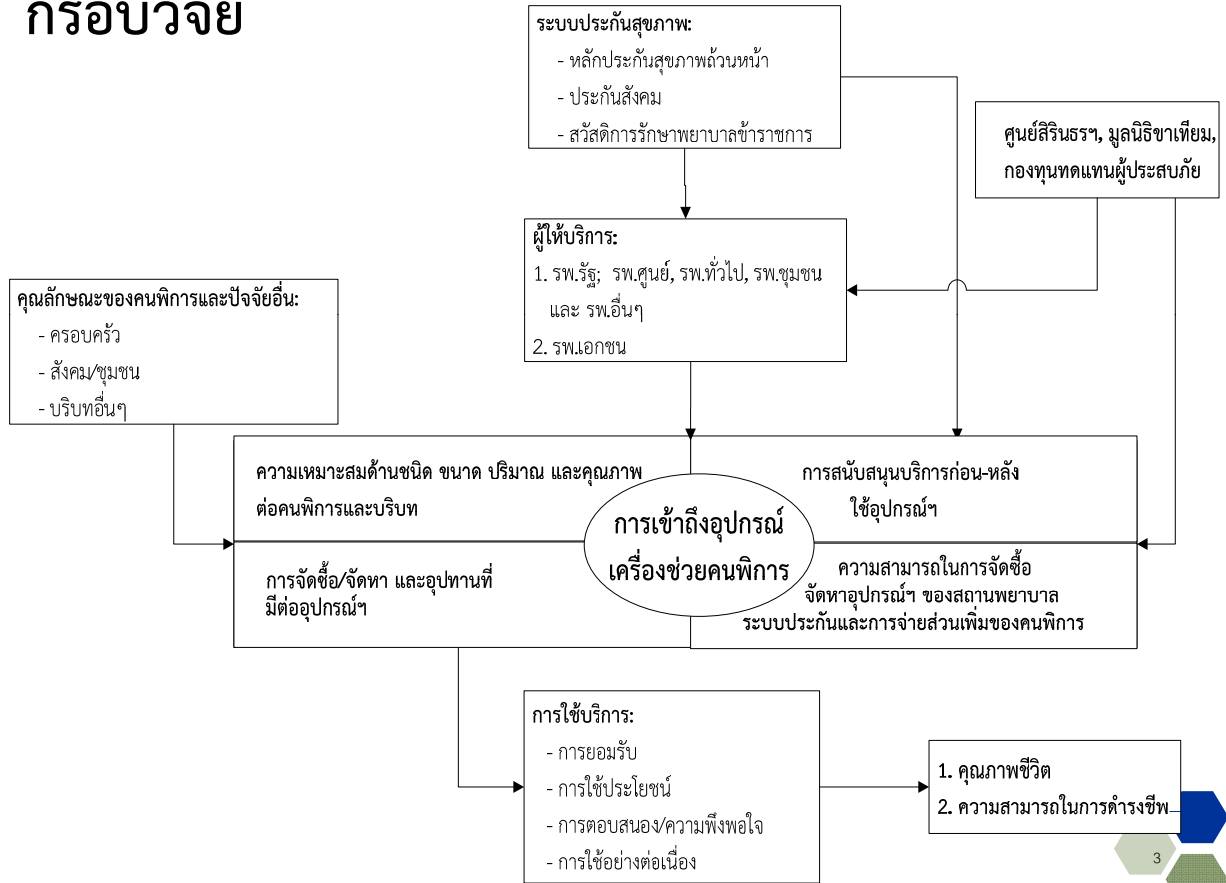 กรอบวิจัย
ระบบประกันสุขภาพ:
- หลักประกันสุขภาพถ้วนหน้า
- ประกันสังคม
- สวัสดิการรักษาพยาบาลข้าราชการ
ศูนย์สิรินธรฯ, มูลนิธิขาเทียม,
กองทุนทดแทนผู้ประสบภัย
ผู้ให้บริการ:
1. รพ.รัฐ; รพ.ศูนย์, รพ.ทั่วไป, รพ.ชุมชน
และ รพ.อื่นๆ
2. รพ.เอกชน
คุณลักษณะของคนพิการและปัจจัยอื่น:
- ครอบครัว
- สังคม/ชุมชน
- บริบทอื่นๆ
ความเหมาะสมด้านชนิด ขนาด ปริมาณ และคุณภาพ
ต่อคนพิการและบริบท
การสนับสนุนบริการก่อน-หลัง
ใช้อุปกรณ์ฯ
การเข้าถึงอุปกรณ์
เครื่องช่วยคนพิการ
การจัดซื้อ/จัดหา และอุปทานที่
มีต่ออุปกรณ์ฯ
ความสามารถในการจัดซื้อ
จัดหาอุปกรณ์ฯ ของสถานพยาบาล
ระบบประกันและการจ่ายส่วนเพิ่มของคนพิการ
การใช้บริการ:
- การยอมรับ
- การใช้ประโยชน์
- การตอบสนอง/ความพึงพอใจ
- การใช้อย่างต่อเนื่อง
1. คุณภาพชีวิต
2. ความสามารถในการดำรงชีพ
3